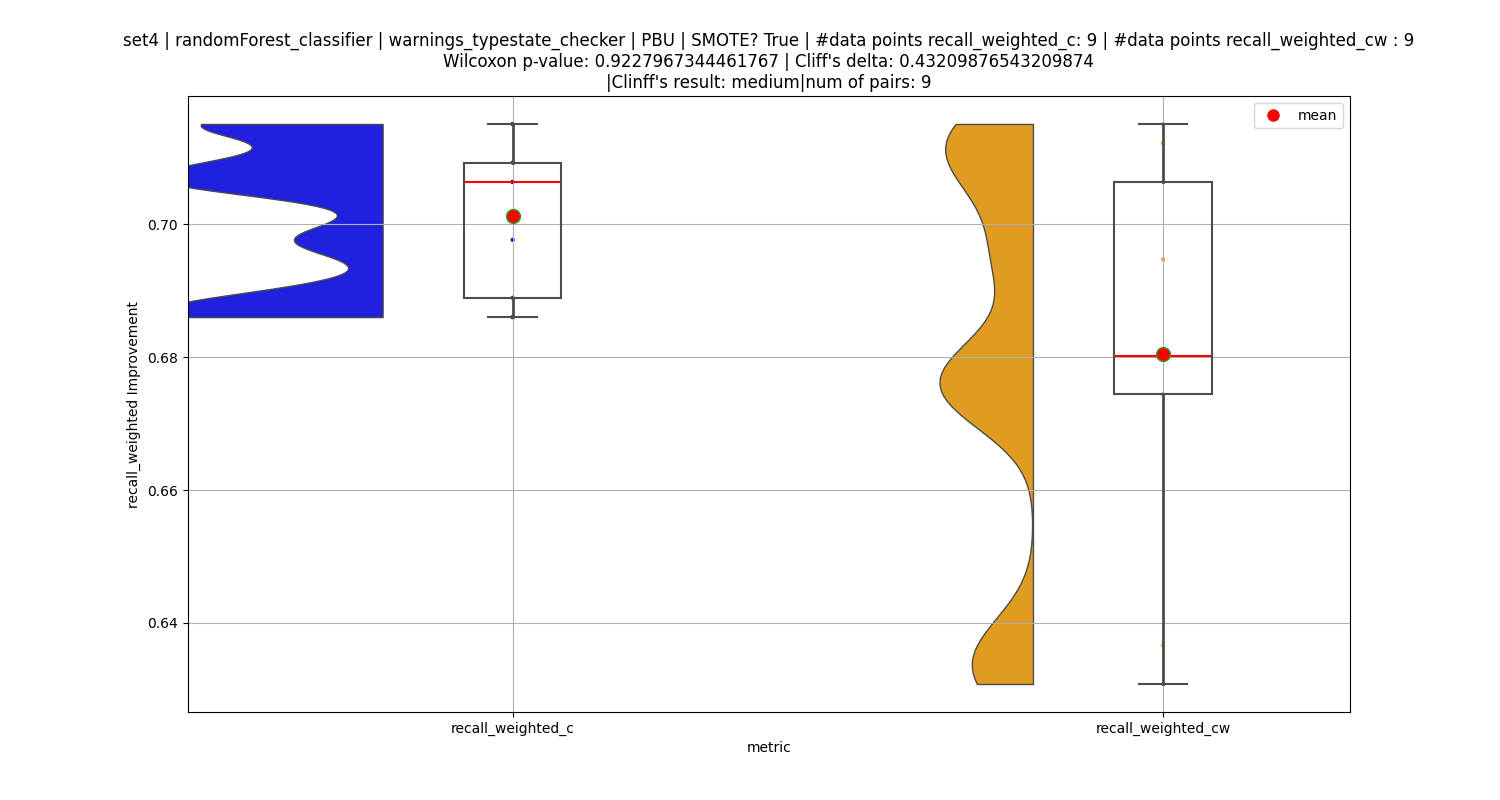 set4 | randomForest_classifier | warnings_typestate_checker | PBU | SMOTE? True | #data points recall_weighted_c: 9 | #data points recall_weighted_cw : 9
Wilcoxon p-value: 0.9227967344461767 | Cliff's delta: 0.43209876543209874
|Clinff's result: medium|num of pairs: 9
mean
0.70
0.68
0.66
0.64
recall_weighted Improvement
recall_weighted_c
recall_weighted_cw
metric